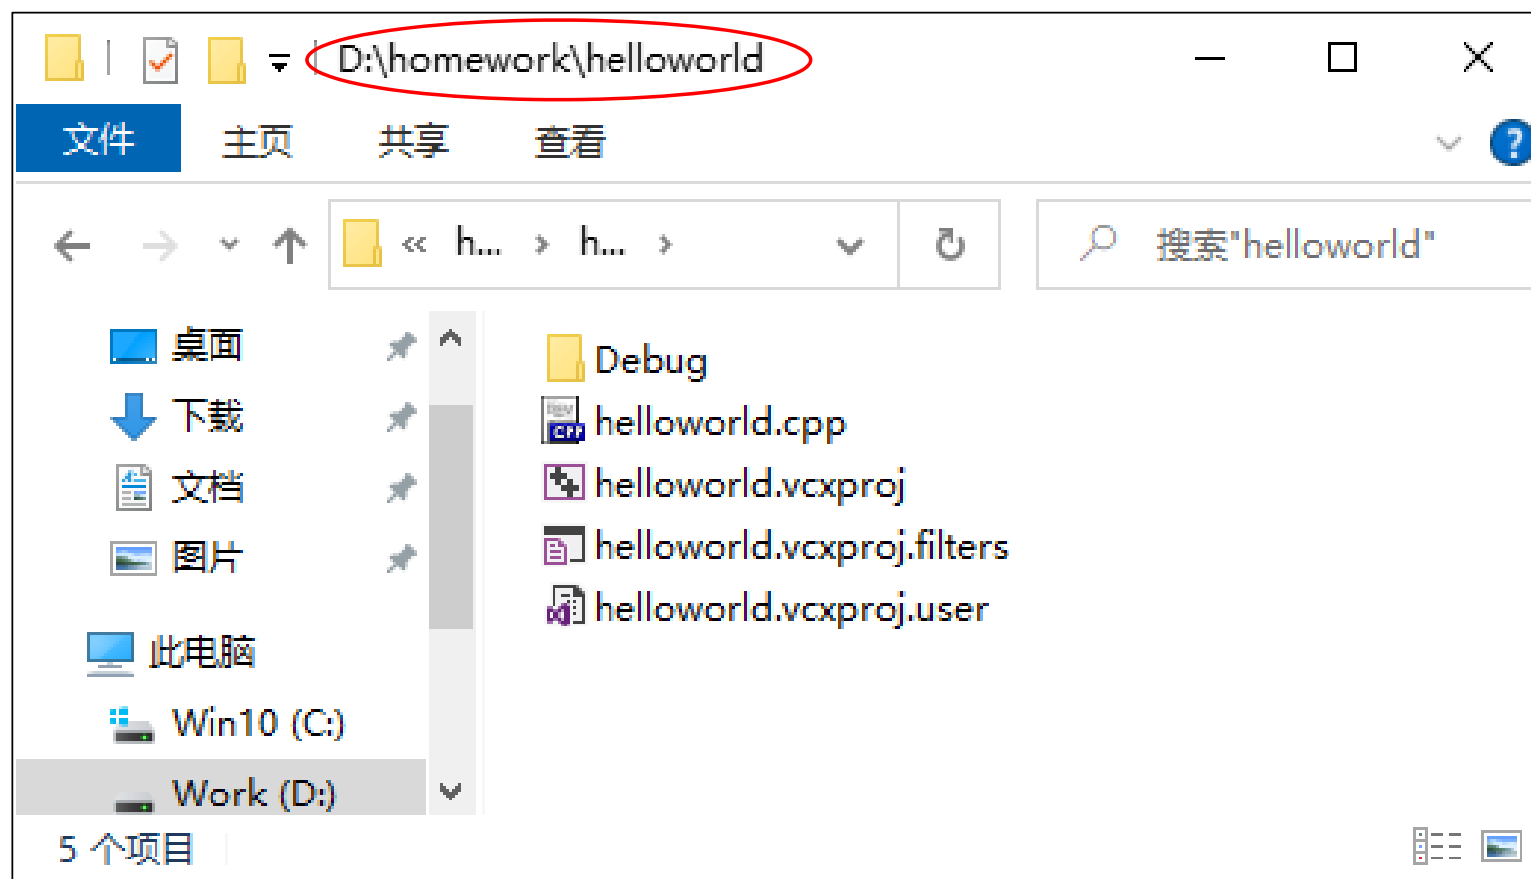 D:\homework\helloworld
文件 主页 共享 查看
« h... › h... › 搜索"helloworld"
桌面
下载
文档
图片
此电脑
Win10 (C:)
Work (D:)
Debug
helloworld.cpp
helloworld.vcxproj
helloworld.vcxproj.filters
helloworld.vcxproj.user
5 个项目